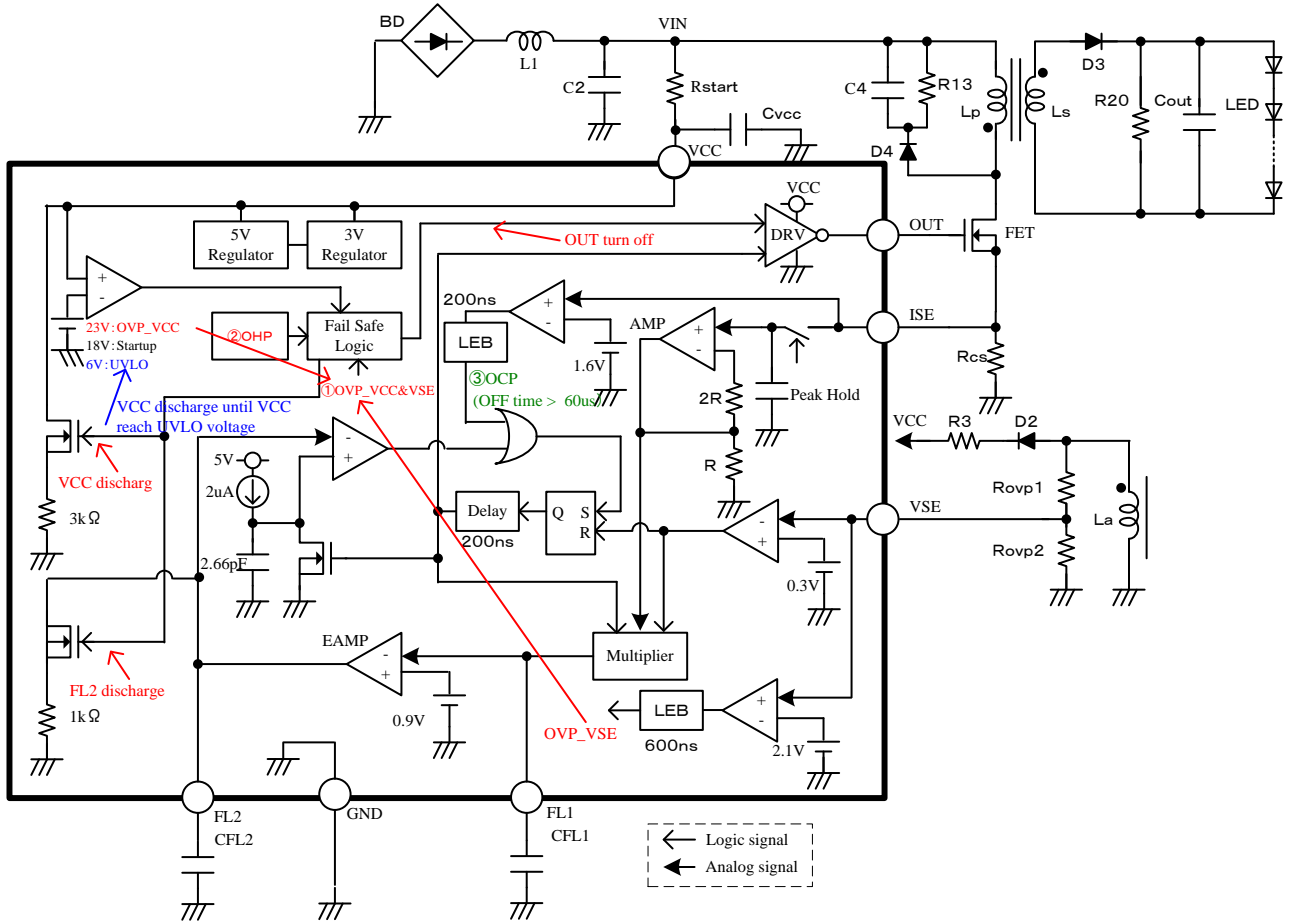 BD
VIN
L1
C2
Rstart
Cvcc
VCC
C4
R13
D4
Lp
Ls
D3
R20
Cout
LED
5V
Regulator
3V
Regulator
OUT turn off
VCC
DRV
OUT
FET
+
-
23V:OVP_VCC
18V:Startup
6V:UVLO
②OHP
Fail Safe
Logic
①OVP_VCC&VSE
200ns
LEB
+
-
1.6V
AMP
+
-
ISE
Rcs
③OCP
(OFF time > 60us)
2R
R
Peak Hold
VCC discharge until VCC
reach UVLO voltage
VCC discharg
3kΩ
5V
2uA
2.66pF
-
+
Delay
200ns
Q
S
R
-
+
0.3V
VCC
R3
D2
VSE
Rovp1
Rovp2
La
FL2 discharge
1kΩ
EAMP
-
+
0.9V
Multiplier
OVP_VSE
LEB
600ns
+
-
2.1V
FL2
CFL2
GND
FL1
CFL1
Logic signal
Analog signal